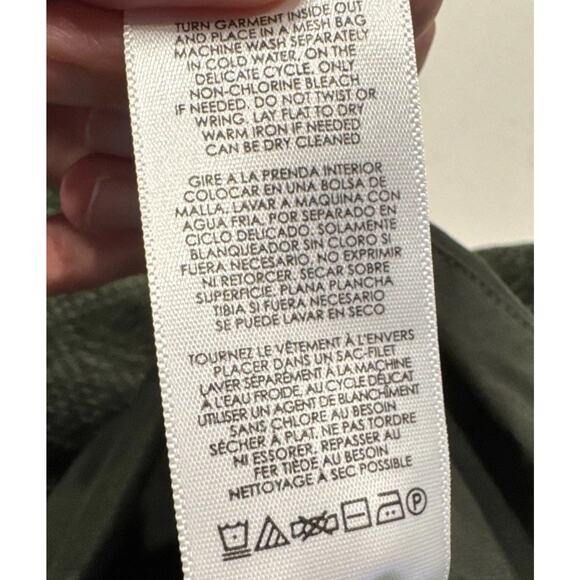 TURN GARMENT INSIDE OUT
AND PLACE IN A MESH BAG
MACHINE WASH SEPARATELY
IN COLD WATER, ON THE
DELICATE CYCLE. ONLY
NON-CHLORINE BLEACH
IF NEEDED. DO NOT TWIST OR
WRING. LAY FLAT TO DRY
WARM IRON IF NEEDED
CAN BE DRY CLEANED
GIRE A LA PRENDA INTERIOR
COLOCAR EN UNA BOLSA DE
MALLA. LAVAR A MAQUINA CON
AGUA FRIA, POR SEPARADO EN
CICLO DELICADO. SOLAMENTE
BLANQUEADOR SIN CLORO SI
FUERA NECESARIO, NO EXPRIMIR
NI RETORCER. SECAR SOBRE
SUPERFICIE. PLANA PLANCHA
TIBIA SI FUERA NECESARIO
SE PUEDE LAVAR EN SECO
TOURNEZ LE VÊTEMENT À L'ENVERS
PLACER DANS UN SAC-FILET
LAVER SÉPARÉMENT À LA MACHINE
À L'EAU FROIDE, AU CYCLE DÉLICAT
UTILISER UN AGENT DE BLANCHÎMENT
SANS CHLORE AU BESOIN
SÉCHER À PLAT. NE PAS TORDRE
NI ESSORER. REPASSER AU
FER TIÈDE AU BESOIN
NETTOYAGE À SEC POSSIBLE
P